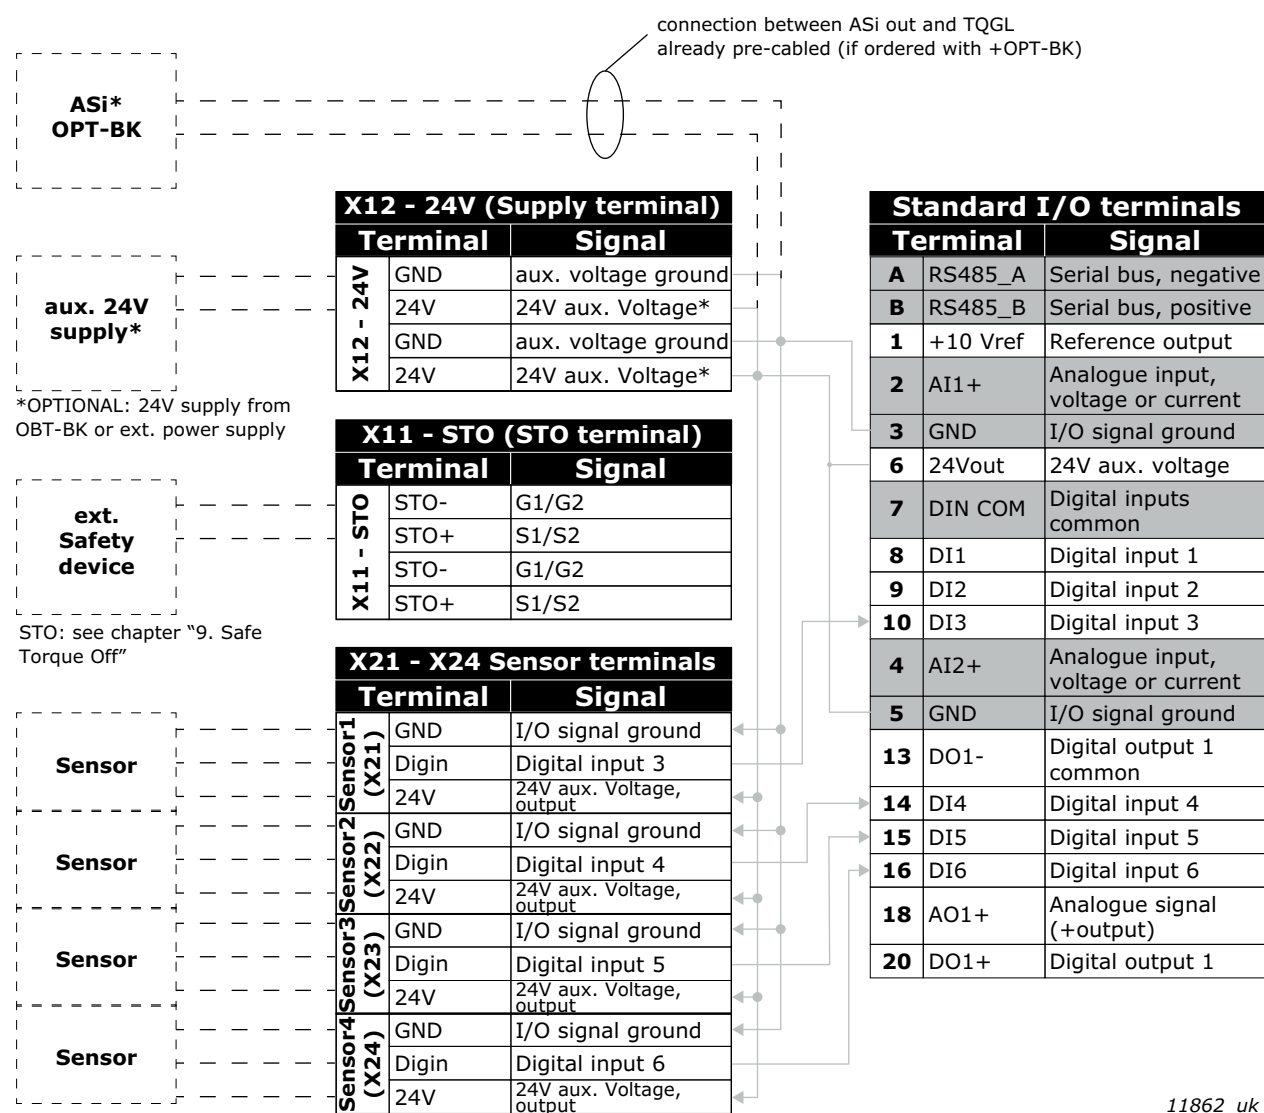 connection between ASi out and TQGL
already pre-cabled (if ordered with +OPT-BK)
ASi*
OPT-BK
aux. 24V
supply*
*OPTIONAL: 24V supply from
OBT-BK or ext. power supply
ext.
Safety
device
STO: see chapter “9. Safe
Torque Off”
Sensor
Sensor
Sensor
Sensor
X12 - 24V (Supply terminal)
Terminal Signal
X12 - 24V
GND aux. voltage ground
24V 24V aux. Voltage*
GND aux. voltage ground
24V 24V aux. Voltage*
X11 - STO (STO terminal)
Terminal Signal
X11 - STO
STO- G1/G2
STO+ S1/S2
STO- G1/G2
STO+ S1/S2
X21 - X24 Sensor terminals
Terminal Signal
Sensor1
(X21)
GND I/O signal ground
Digin Digital input 3
24V 24V aux. Voltage,
output
Sensor2
(X22)
GND I/O signal ground
Digin Digital input 4
24V 24V aux. Voltage,
output
Sensor3
(X23)
GND I/O signal ground
Digin Digital input 5
24V 24V aux. Voltage,
output
Sensor4
(X24)
GND I/O signal ground
Digin Digital input 6
24V 24V aux. Voltage,
output
Standard I/O terminals
Terminal Signal
A RS485_A Serial bus, negative
B RS485_B Serial bus, positive
1 +10 Vref Reference output
2 AI1+ Analogue input,
voltage or current
3 GND I/O signal ground
6 24Vout 24V aux. voltage
7 DIN COM Digital inputs
common
8 DI1 Digital input 1
9 DI2 Digital input 2
10 DI3 Digital input 3
4 AI2+ Analogue input,
voltage or current
5 GND I/O signal ground
13 DO1- Digital output 1
common
14 DI4 Digital input 4
15 DI5 Digital input 5
16 DI6 Digital input 6
18 AO1+ Analogue signal
(+output)
20 DO1+ Digital output 1
11862_uk